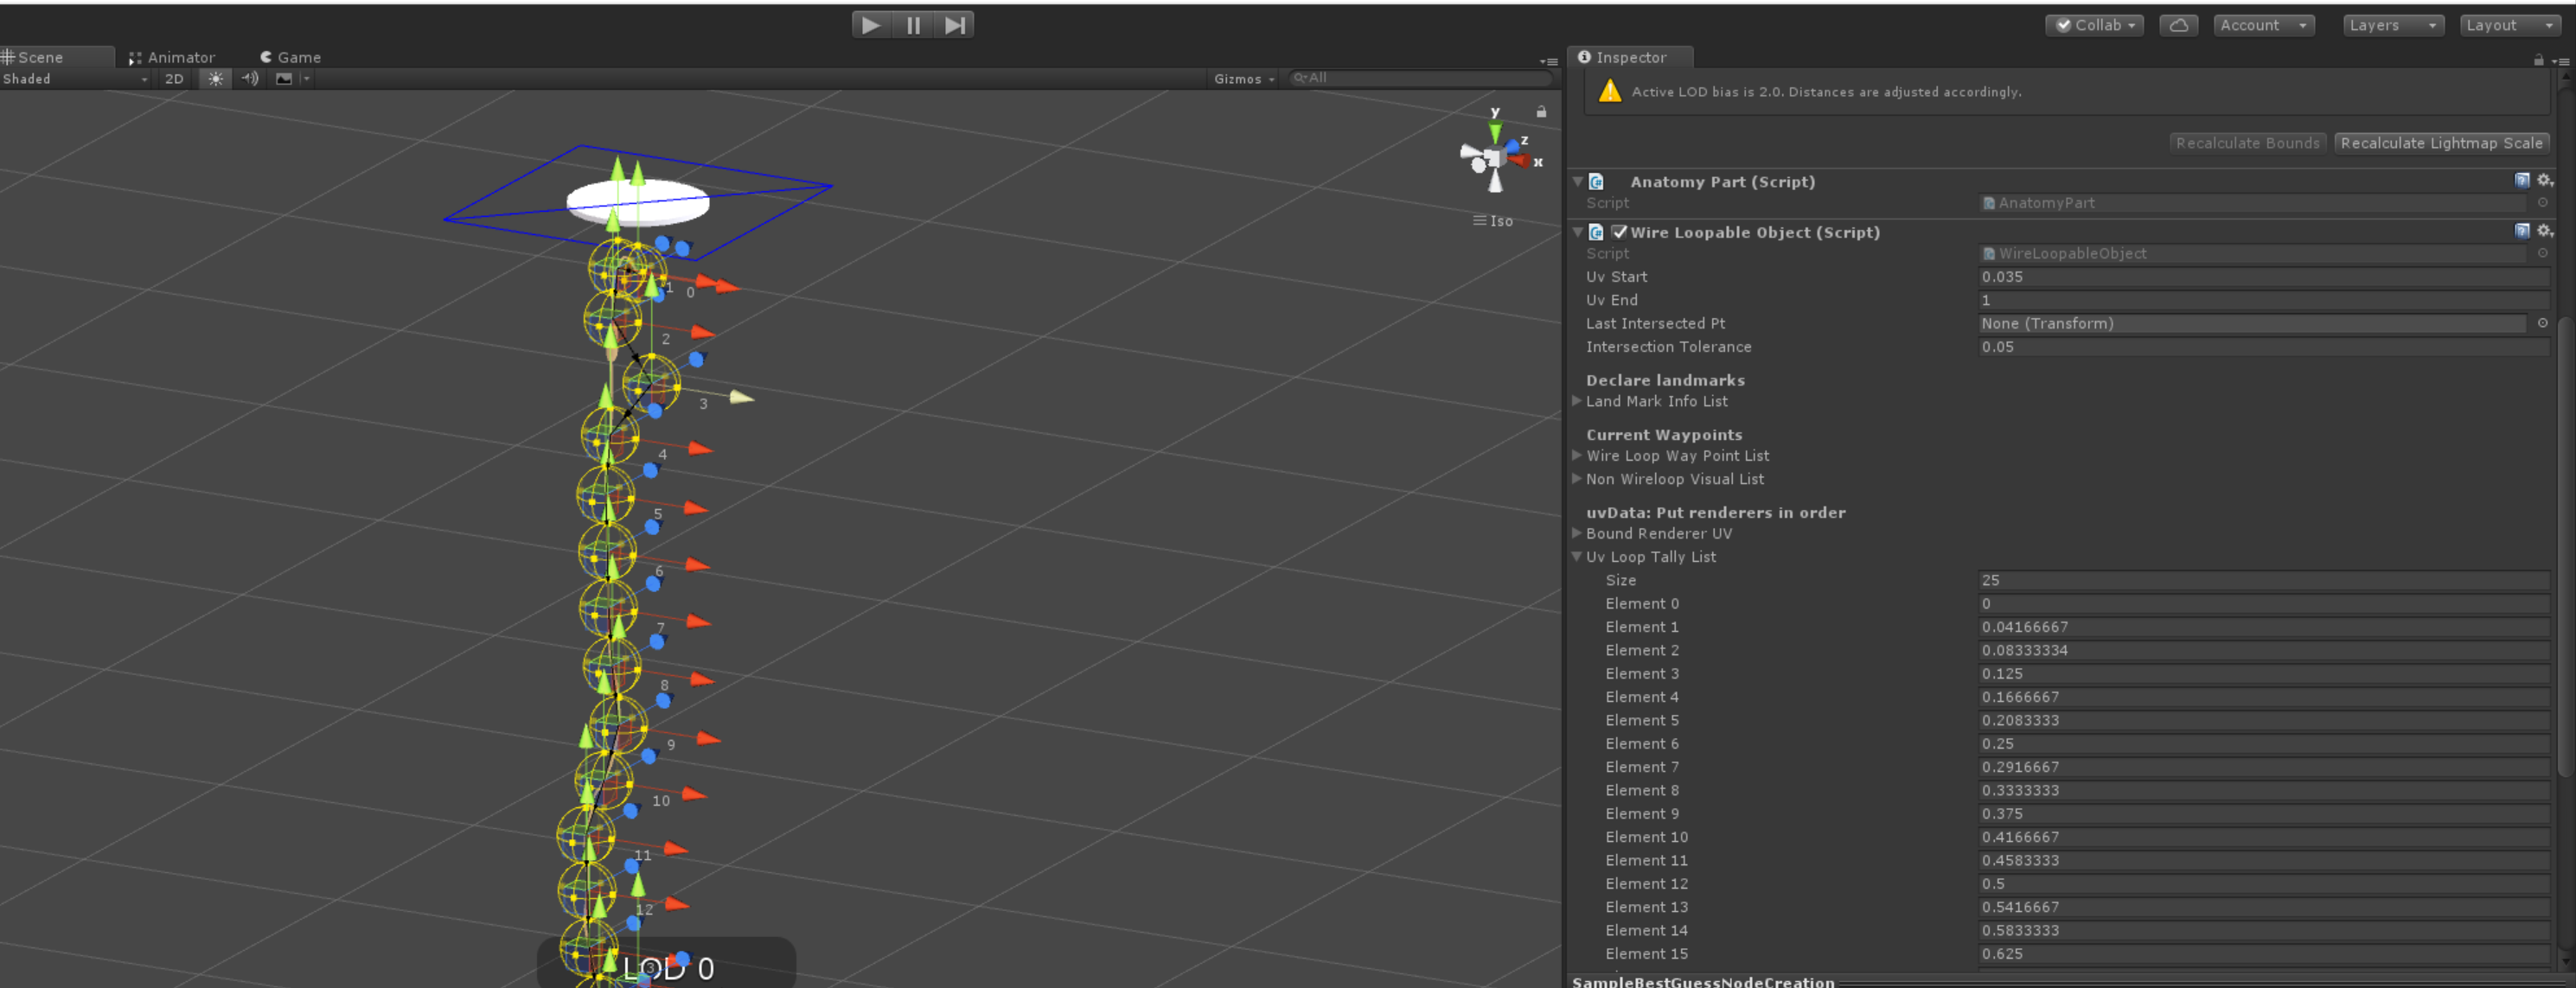 Collab
Account
Layers
Layout
Scene
Animator
Game
Inspector
Shaded
2D
Gizmos
All
Active LOD bias is 2.0. Distances are adjusted accordingly.
Recalculate Bounds
Recalculate Lightmap Scale
y
z
x
Iso
Anatomy Part (Script)
Script
AnatomyPart
Wire Loopable Object (Script)
Script
WireLoopableObject
Uv Start
0.035
Uv End
1
Last Intersected Pt
None (Transform)
Intersection Tolerance
0.05
Declare landmarks
Land Mark Info List
Current Waypoints
Wire Loop Way Point List
Non Wireloop Visual List
uvData: Put renderers in order
Bound Renderer UV
Uv Loop Tally List
Size
25
Element 0
0
Element 1
0.04166667
Element 2
0.08333334
Element 3
0.125
Element 4
0.1666667
Element 5
0.2083333
Element 6
0.25
Element 7
0.2916667
Element 8
0.3333333
Element 9
0.375
Element 10
0.4166667
Element 11
0.4583333
Element 12
0.5
Element 13
0.5416667
Element 14
0.5833333
Element 15
0.625
SampleBestGuessNodeCreation
1
0
2
3
4
5
6
7
8
9
10
11
12
LOD 0